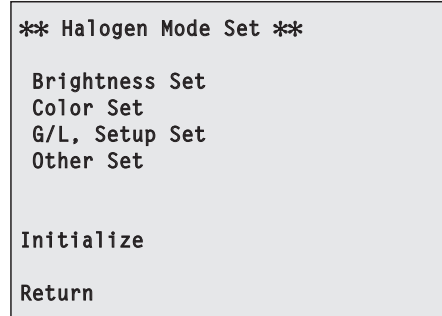 ** Halogen Mode Set **
Brightness Set
Color Set
G/L, Setup Set
Other Set
Initialize
Return